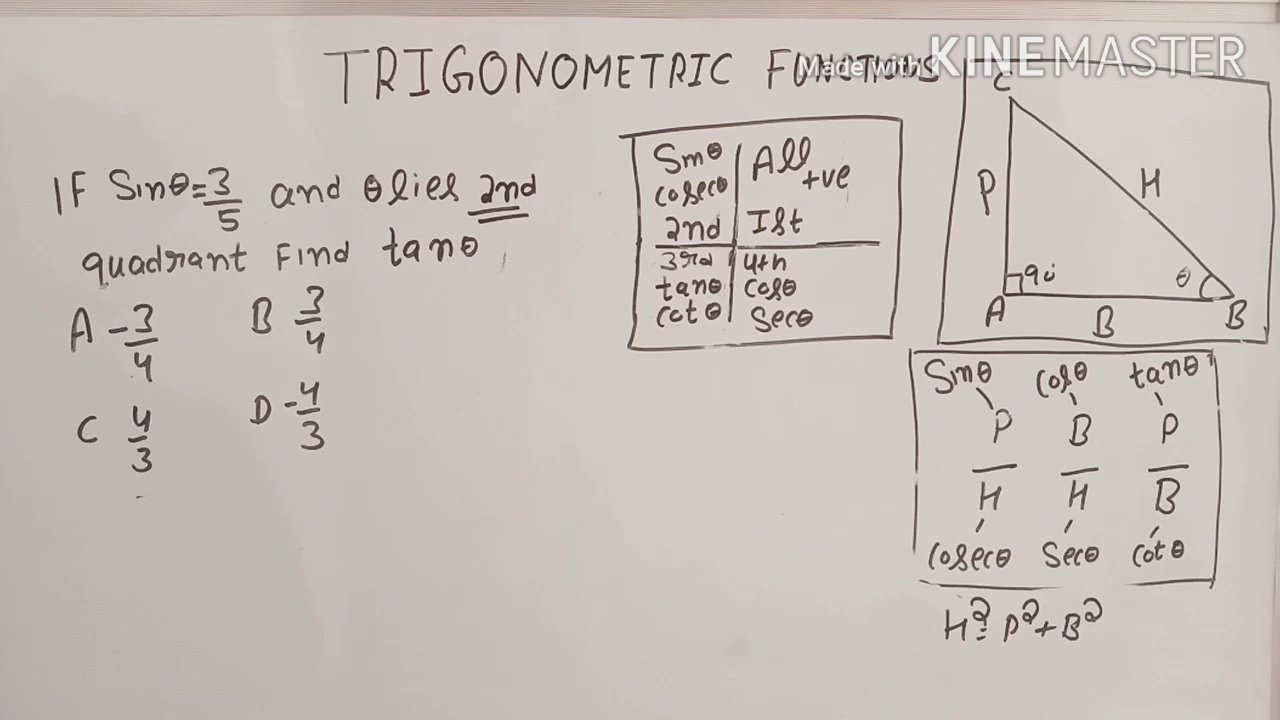 TRIGONOMETRIC FUNCTIONS
Made with KINEMASTER
IF Sinθ=3/5 and θ lies 2nd
quadrant Find tanθ
A -3/4 B 3/4
C 4/3 D -4/3
Sinθ All
cosecθ +ve
2nd Ist
3rd 4th
tanθ cosθ
cotθ Secθ
C
P H
90° θ
A B B
Sinθ cosθ tanθ
P B P
H H B
cosecθ Secθ cotθ
H²=P²+B²